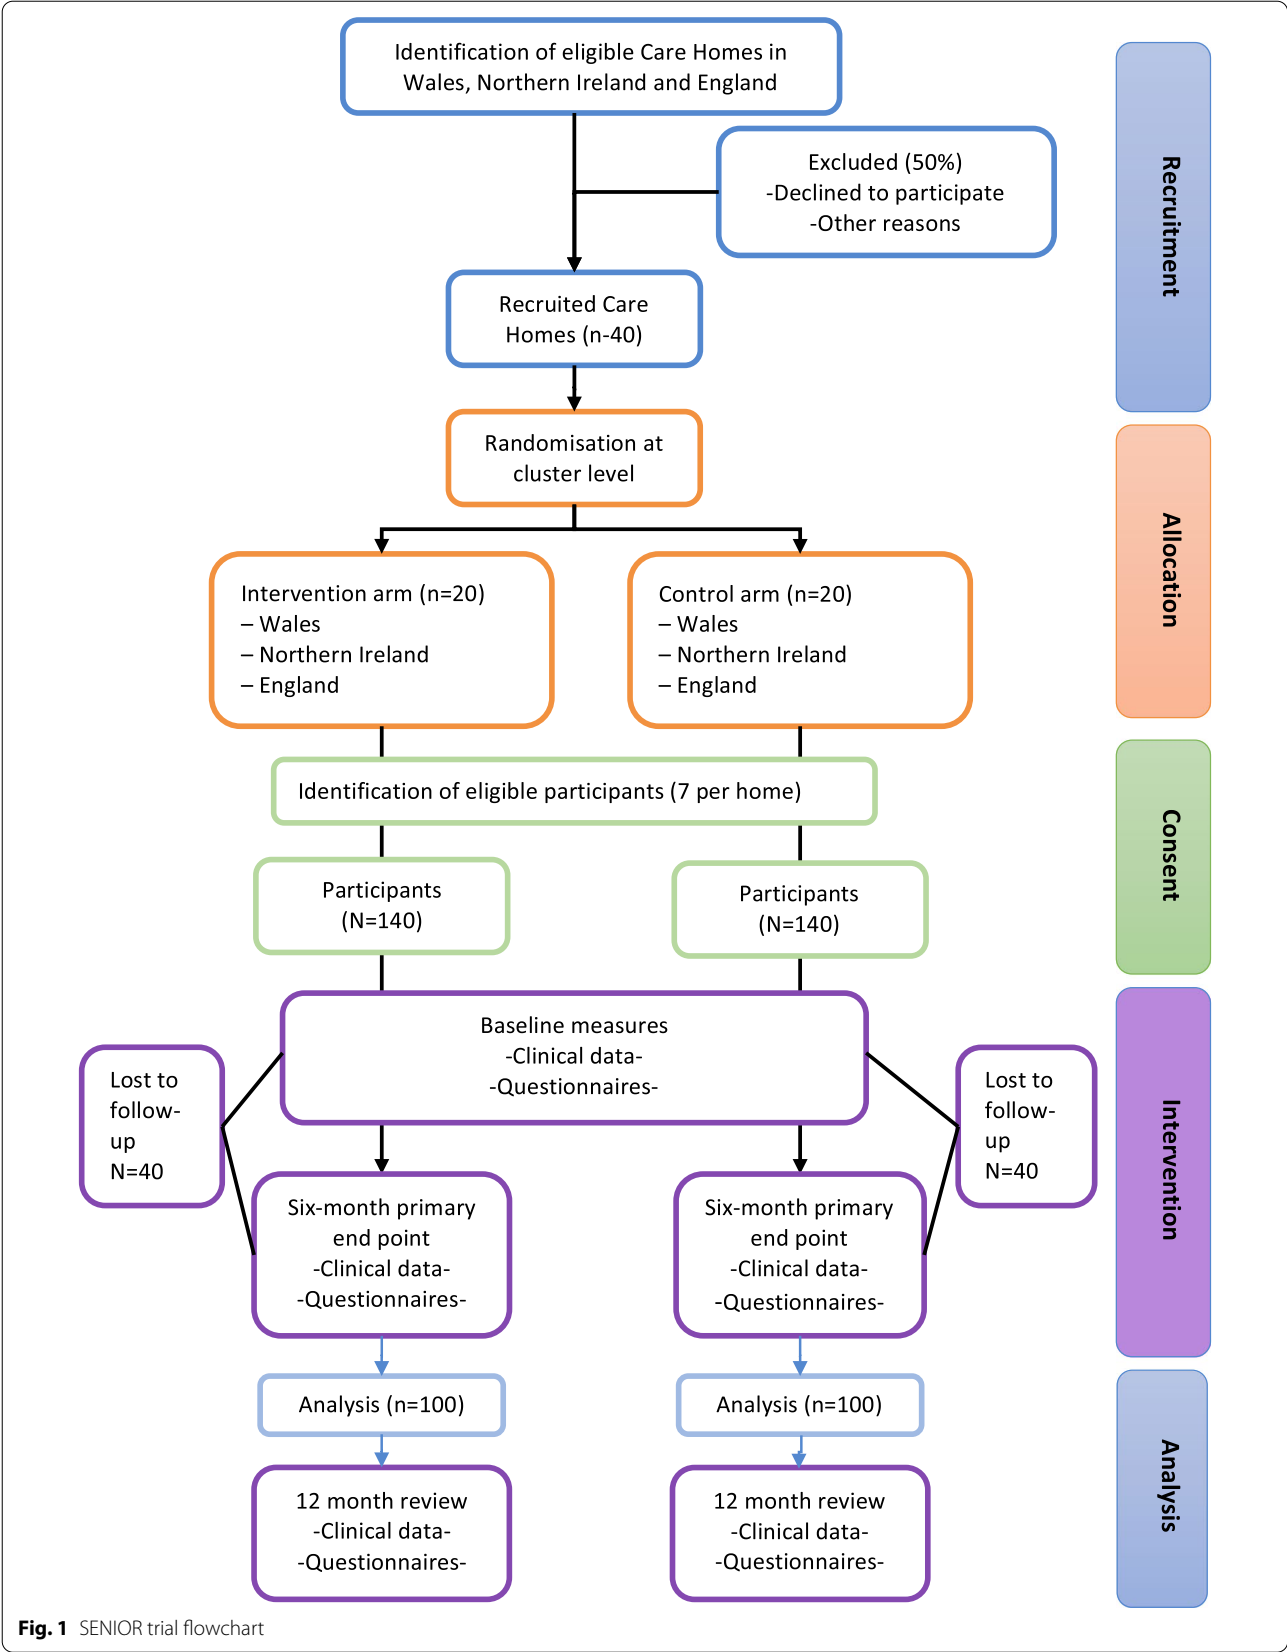 Identification of eligible Care Homes in
Wales, Northern Ireland and England
Excluded (50%)
-Declined to participate
-Other reasons
Recruited Care
Homes (n-40)
Recruitment
Randomisation at
cluster level
Intervention arm (n=20)
– Wales
– Northern Ireland
– England
Control arm (n=20)
– Wales
– Northern Ireland
– England
Allocation
Identification of eligible participants (7 per home)
Participants
(N=140)
Participants
(N=140)
Consent
Baseline measures
-Clinical data-
-Questionnaires-
Lost to
follow-
up
N=40
Lost to
follow-
up
N=40
Six-month primary
end point
-Clinical data-
-Questionnaires-
Six-month primary
end point
-Clinical data-
-Questionnaires-
Intervention
Analysis (n=100)
Analysis (n=100)
12 month review
-Clinical data-
-Questionnaires-
12 month review
-Clinical data-
-Questionnaires-
Analysis
Fig. 1 SENIOR trial flowchart